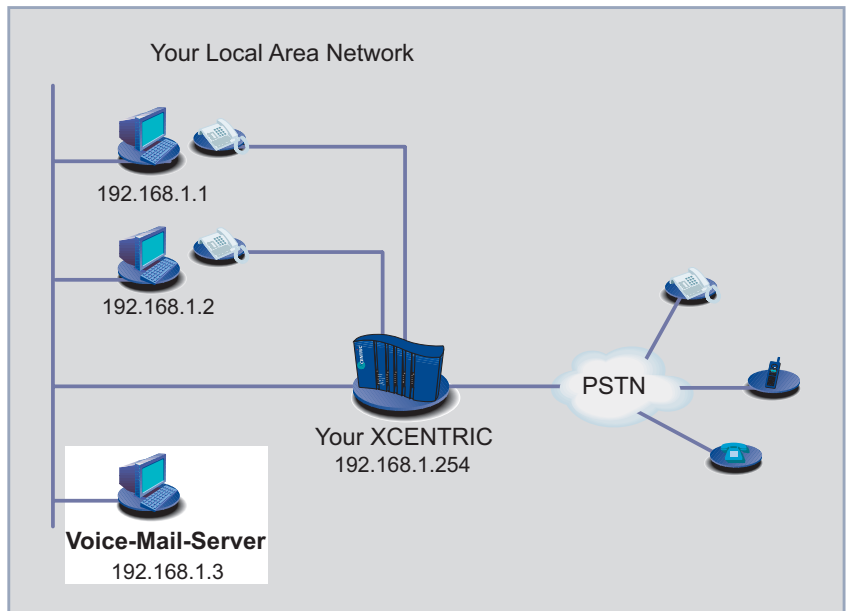 Your Local Area Network
192.168.1.1
192.168.1.2
PSTN
Your XCENTRIC
192.168.1.254
Voice-Mail-Server
192.168.1.3